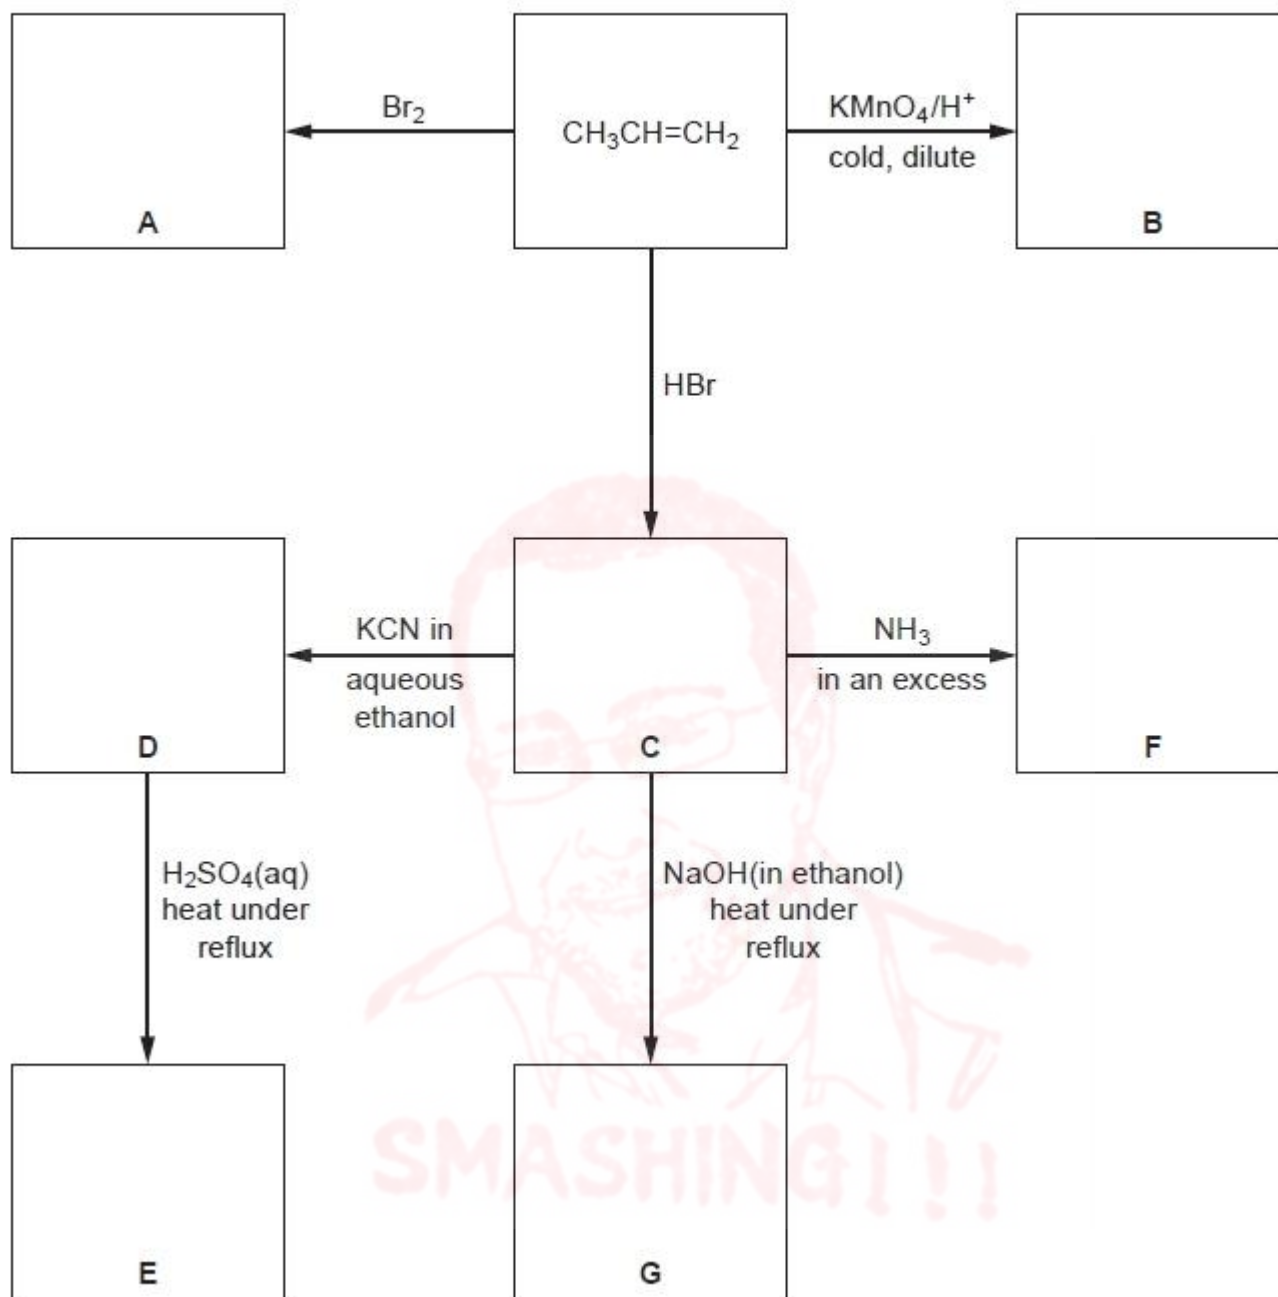 Br₂
CH₃CH=CH₂
KMnO₄/H⁺
cold, dilute
A
B
HBr
KCN in
aqueous
ethanol
NH₃
in an excess
D
C
F
H₂SO₄(aq)
heat under
reflux
NaOH(in ethanol)
heat under
reflux
SMASHING!!!
E
G